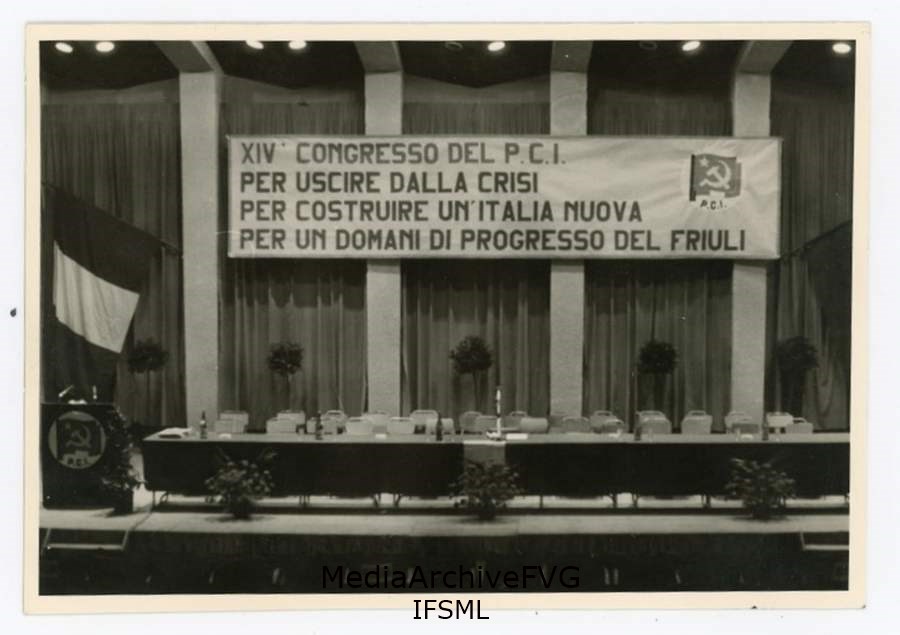 XIV° CONGRESSO DEL P.C.I.
PER USCIRE DALLA CRISI
PER COSTRUIRE UN'ITALIA NUOVA
PER UN DOMANI DI PROGRESSO DEL FRIULI
P.C.I.
P.C.I.
MediaArchiveFVG
IFSML